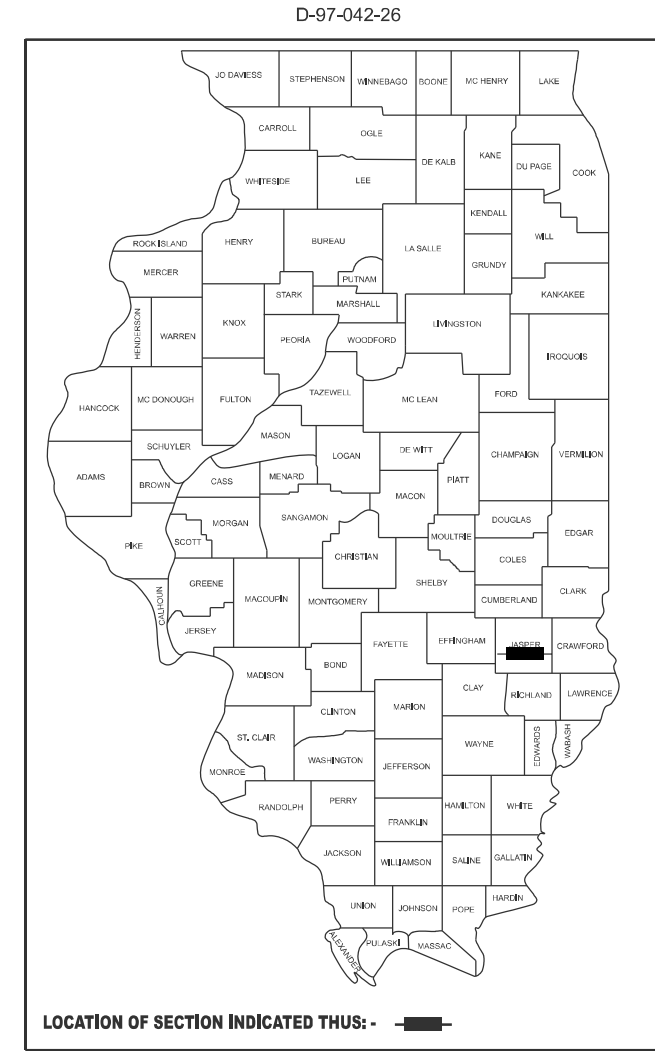 D-97-042-26
JO DAVIESS
STEPHENSON
WINNEBAGO
BOONE
MC HENRY
LAKE
CARROLL
OGLE
DE KALB
KANE
DU PAGE
COOK
WHITESIDE
LEE
KENDALL
WILL
ROCK ISLAND
HENRY
BUREAU
LA SALLE
GRUNDY
MERCER
PUTNAM
STARK
MARSHALL
KANKAKEE
HENDERSON
WARREN
KNOX
PEORIA
WOODFORD
LIVINGSTON
IROQUOIS
HANCOCK
MC DONOUGH
FULTON
TAZEWELL
MC LEAN
FORD
MASON
SCHUYLER
LOGAN
DE WITT
CHAMPAIGN
VERMILION
ADAMS
BROWN
CASS
MENARD
PIATT
MACON
MORGAN
SANGAMON
DOUGLAS
EDGAR
PIKE
SCOTT
CHRISTIAN
MOULTRIE
COLES
GREENE
SHELBY
CALHOUN
MACOUPIN
MONTGOMERY
CUMBERLAND
CLARK
JERSEY
FAYETTE
EFFINGHAM
JASPER
CRAWFORD
MADISON
BOND
CLAY
RICHLAND
LAWRENCE
CLINTON
MARION
ST. CLAIR
WAYNE
EDWARDS
WABASH
WASHINGTON
JEFFERSON
MONROE
RANDOLPH
PERRY
HAMILTON
WHITE
FRANKLIN
JACKSON
WILLIAMSON
SALINE
GALLATIN
UNION
JOHNSON
POPE
HARDIN
ALEXANDER
PULASKI
MASSAC
LOCATION OF SECTION INDICATED THUS: -